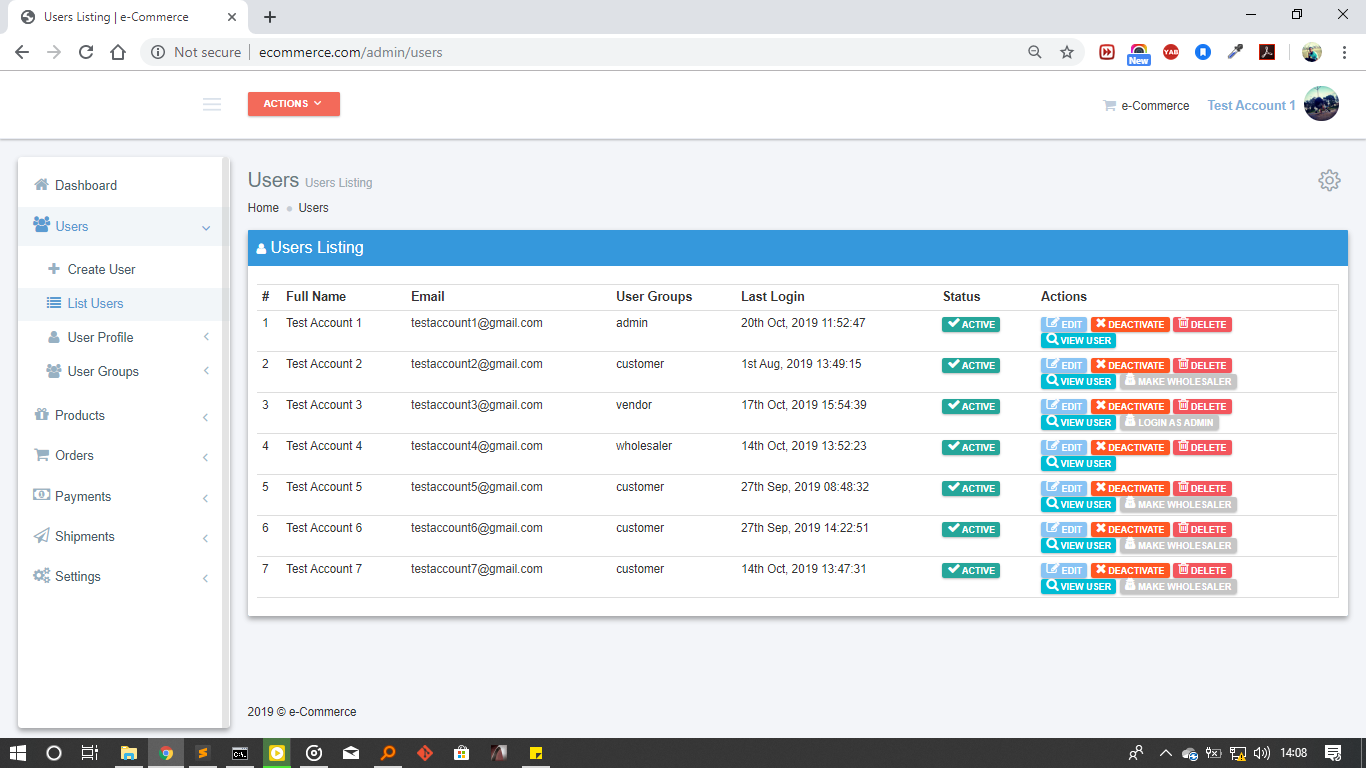 Users Listing | e-Commerce
Not secure ecommerce.com/admin/users
New YAB
ACTIONS
e-Commerce Test Account 1
Dashboard
Users
Create User
List Users
User Profile
User Groups
Products
Orders
Payments
Shipments
Settings
Users Users Listing
Home Users
Users Listing
# Full Name Email User Groups Last Login Status Actions
1 Test Account 1 testaccount1@gmail.com admin 20th Oct, 2019 11:52:47 ACTIVE EDIT DEACTIVATE DELETE
VIEW USER
2 Test Account 2 testaccount2@gmail.com customer 1st Aug, 2019 13:49:15 ACTIVE EDIT DEACTIVATE DELETE
VIEW USER MAKE WHOLESALER
3 Test Account 3 testaccount3@gmail.com vendor 17th Oct, 2019 15:54:39 ACTIVE EDIT DEACTIVATE DELETE
VIEW USER LOGIN AS ADMIN
4 Test Account 4 testaccount4@gmail.com wholesaler 14th Oct, 2019 13:52:23 ACTIVE EDIT DEACTIVATE DELETE
VIEW USER
5 Test Account 5 testaccount5@gmail.com customer 27th Sep, 2019 08:48:32 ACTIVE EDIT DEACTIVATE DELETE
VIEW USER MAKE WHOLESALER
6 Test Account 6 testaccount6@gmail.com customer 27th Sep, 2019 14:22:51 ACTIVE EDIT DEACTIVATE DELETE
VIEW USER MAKE WHOLESALER
7 Test Account 7 testaccount7@gmail.com customer 14th Oct, 2019 13:47:31 ACTIVE EDIT DEACTIVATE DELETE
VIEW USER MAKE WHOLESALER
2019 © e-Commerce
14:08